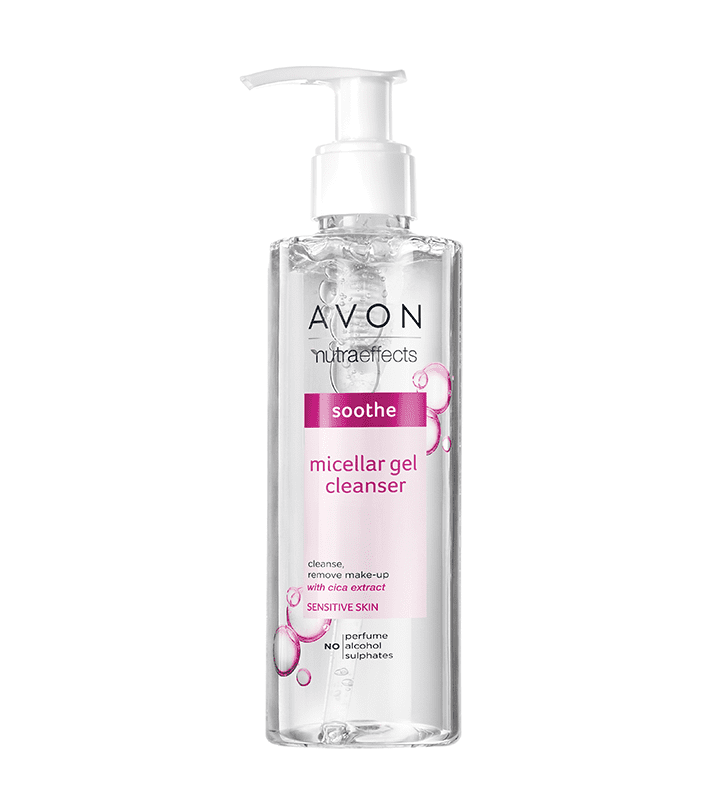 AVON
nutraeffects
soothe
micellar gel
cleanser
cleanse,
remove make-up
with cica extract
SENSITIVE SKIN
NO
perfume
alcohol
sulphates